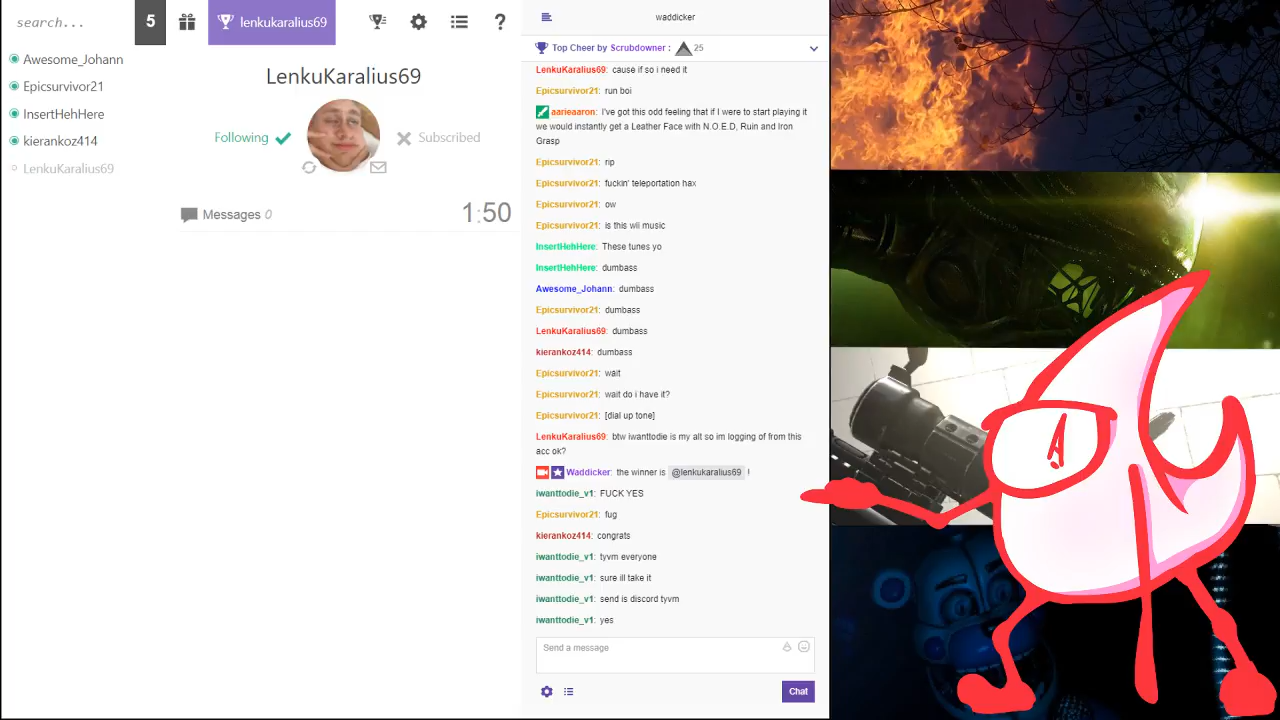 search...
5
lenkukaralius69
?
Awesome_Johann
Epicsurvivor21
InsertHehHere
kierankoz414
LenkuKaralius69
LenkuKaralius69
Following
Subscribed
Messages 0
1:50
waddicker
Top Cheer by Scrubdowner : 25
LenkuKaralius69: cause if so i need it
Epicsurvivor21: run boi
aarieaaron: I've got this odd feeling that if I were to start playing it
we would instantly get a Leather Face with N.O.E.D, Ruin and Iron
Grasp
Epicsurvivor21: rip
Epicsurvivor21: fuckin' teleportation hax
Epicsurvivor21: ow
Epicsurvivor21: is this wii music
InsertHehHere: These tunes yo
InsertHehHere: dumbass
Awesome_Johann: dumbass
Epicsurvivor21: dumbass
LenkuKaralius69: dumbass
kierankoz414: dumbass
Epicsurvivor21: wait
Epicsurvivor21: wait do i have it?
Epicsurvivor21: [dial up tone]
LenkuKaralius69: btw iwanttodie is my alt so im logging of from this
acc ok?
Waddicker: the winner is @lenkukaralius69 !
iwanttodie_v1: FUCK YES
Epicsurvivor21: fug
kierankoz414: congrats
iwanttodie_v1: tyvm everyone
iwanttodie_v1: sure ill take it
iwanttodie_v1: send is discord tyvm
iwanttodie_v1: yes
Send a message
Chat